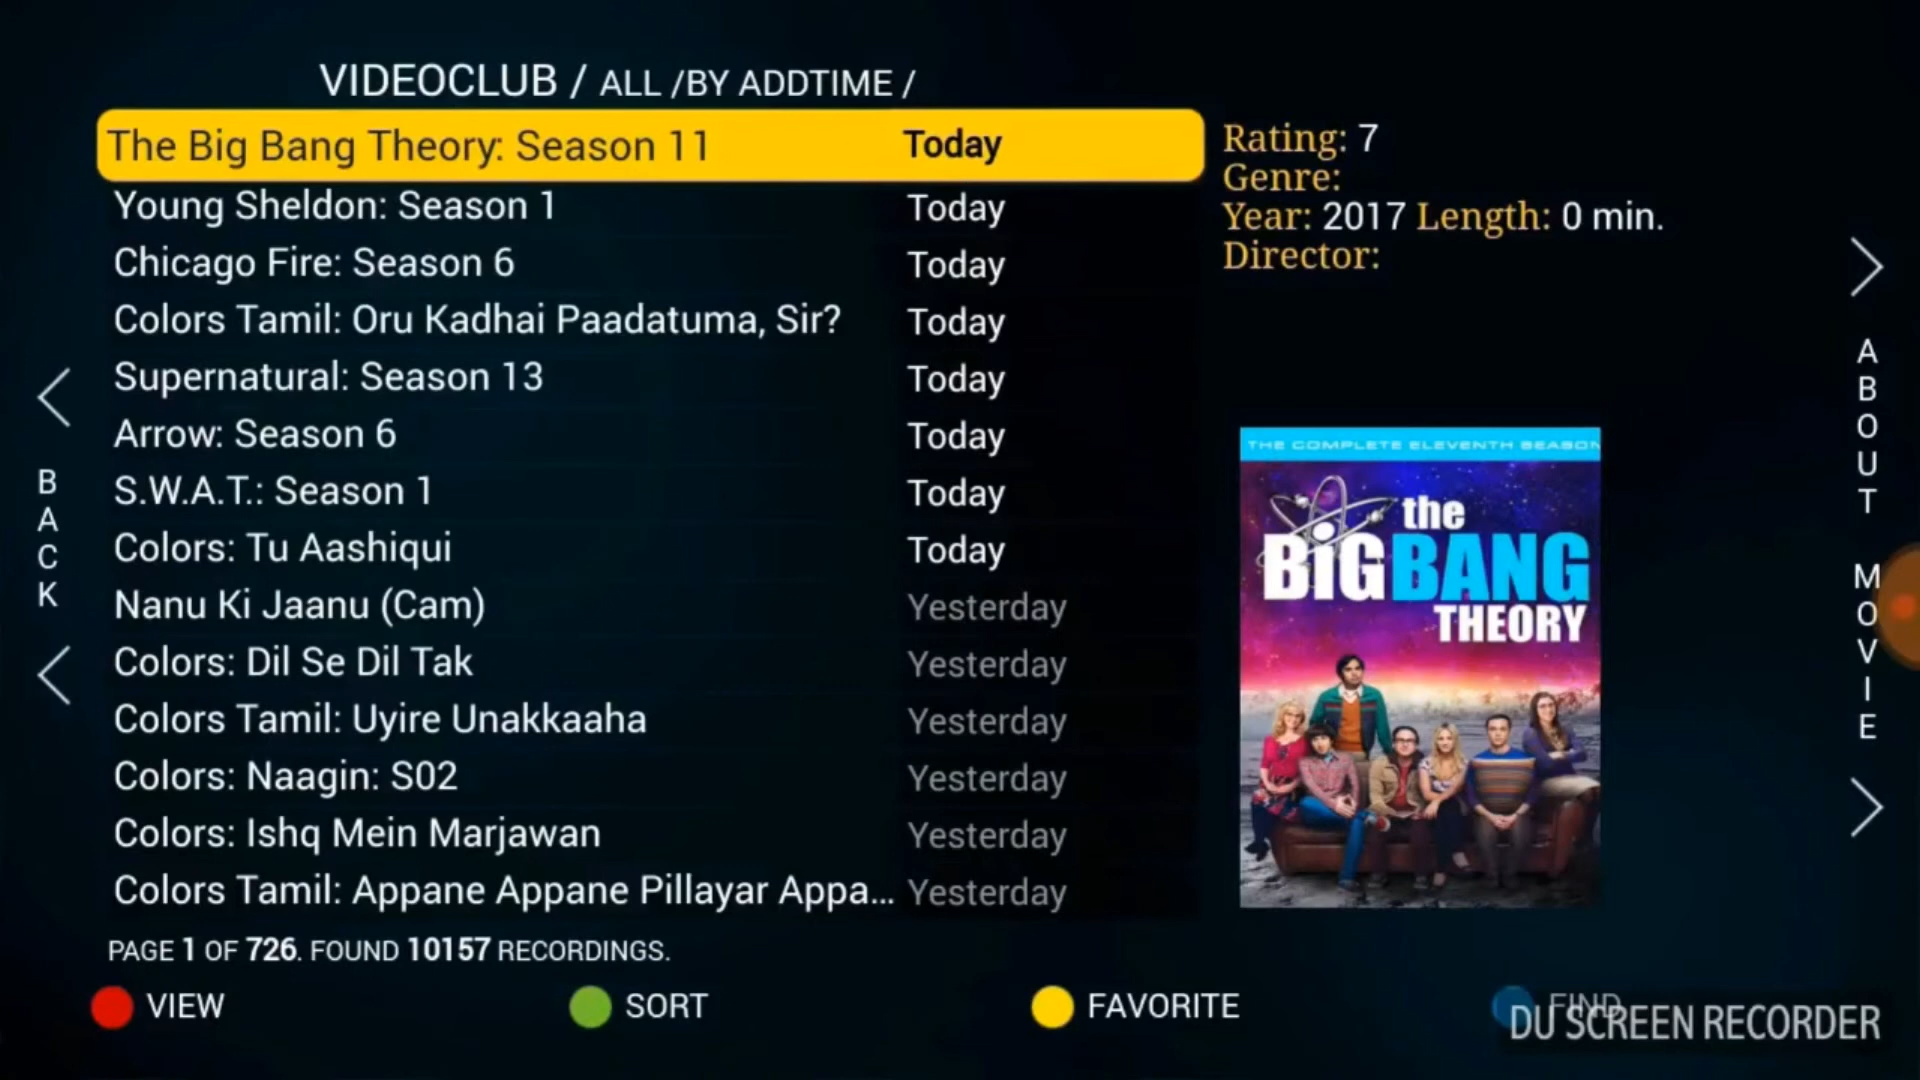 VIDEOCLUB / ALL /BY ADDTIME /
The Big Bang Theory: Season 11 Today
Young Sheldon: Season 1 Today
Chicago Fire: Season 6 Today
Colors Tamil: Oru Kadhai Paadatuma, Sir? Today
Supernatural: Season 13 Today
Arrow: Season 6 Today
S.W.A.T.: Season 1 Today
Colors: Tu Aashiqui Today
Nanu Ki Jaanu (Cam) Yesterday
Colors: Dil Se Dil Tak Yesterday
Colors Tamil: Uyire Unakkaaha Yesterday
Colors: Naagin: S02 Yesterday
Colors: Ishq Mein Marjawan Yesterday
Colors Tamil: Appane Appane Pillayar Appa... Yesterday
PAGE 1 OF 726. FOUND 10157 RECORDINGS.
BACK
Rating: 7
Genre:
Year: 2017 Length: 0 min.
Director:
THE COMPLETE ELEVENTH SEASON
the
BIG BANG
THEORY
ABOUT MOVIE
VIEW SORT FAVORITE FIND
DU SCREEN RECORDER